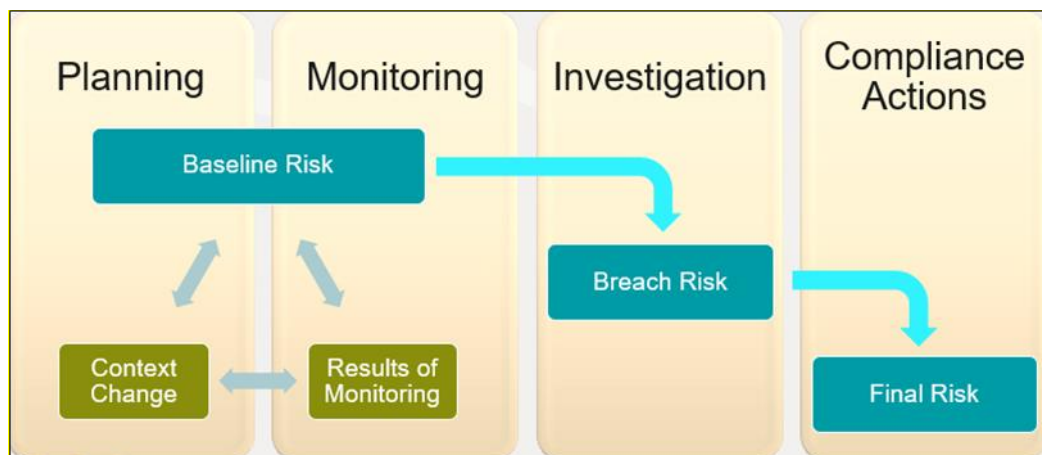 Planning
Monitoring
Investigation
Compliance
Actions
Baseline Risk
Breach Risk
Context
Change
Results of
Monitoring
Final Risk